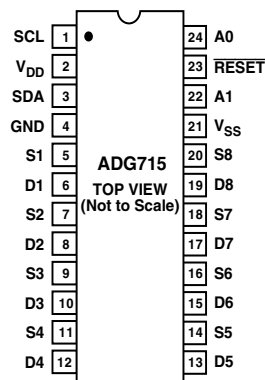 SCL 1 24 A0
VDD 2 23 RESET
SDA 3 22 A1
GND 4 21 VSS
S1 5 20 S8
D1 6 ADG715 19 D8
S2 7 TOP VIEW 18 S7
D2 8 (Not to Scale) 17 D7
S3 9 16 S6
D3 10 15 D6
S4 11 14 S5
D4 12 13 D5